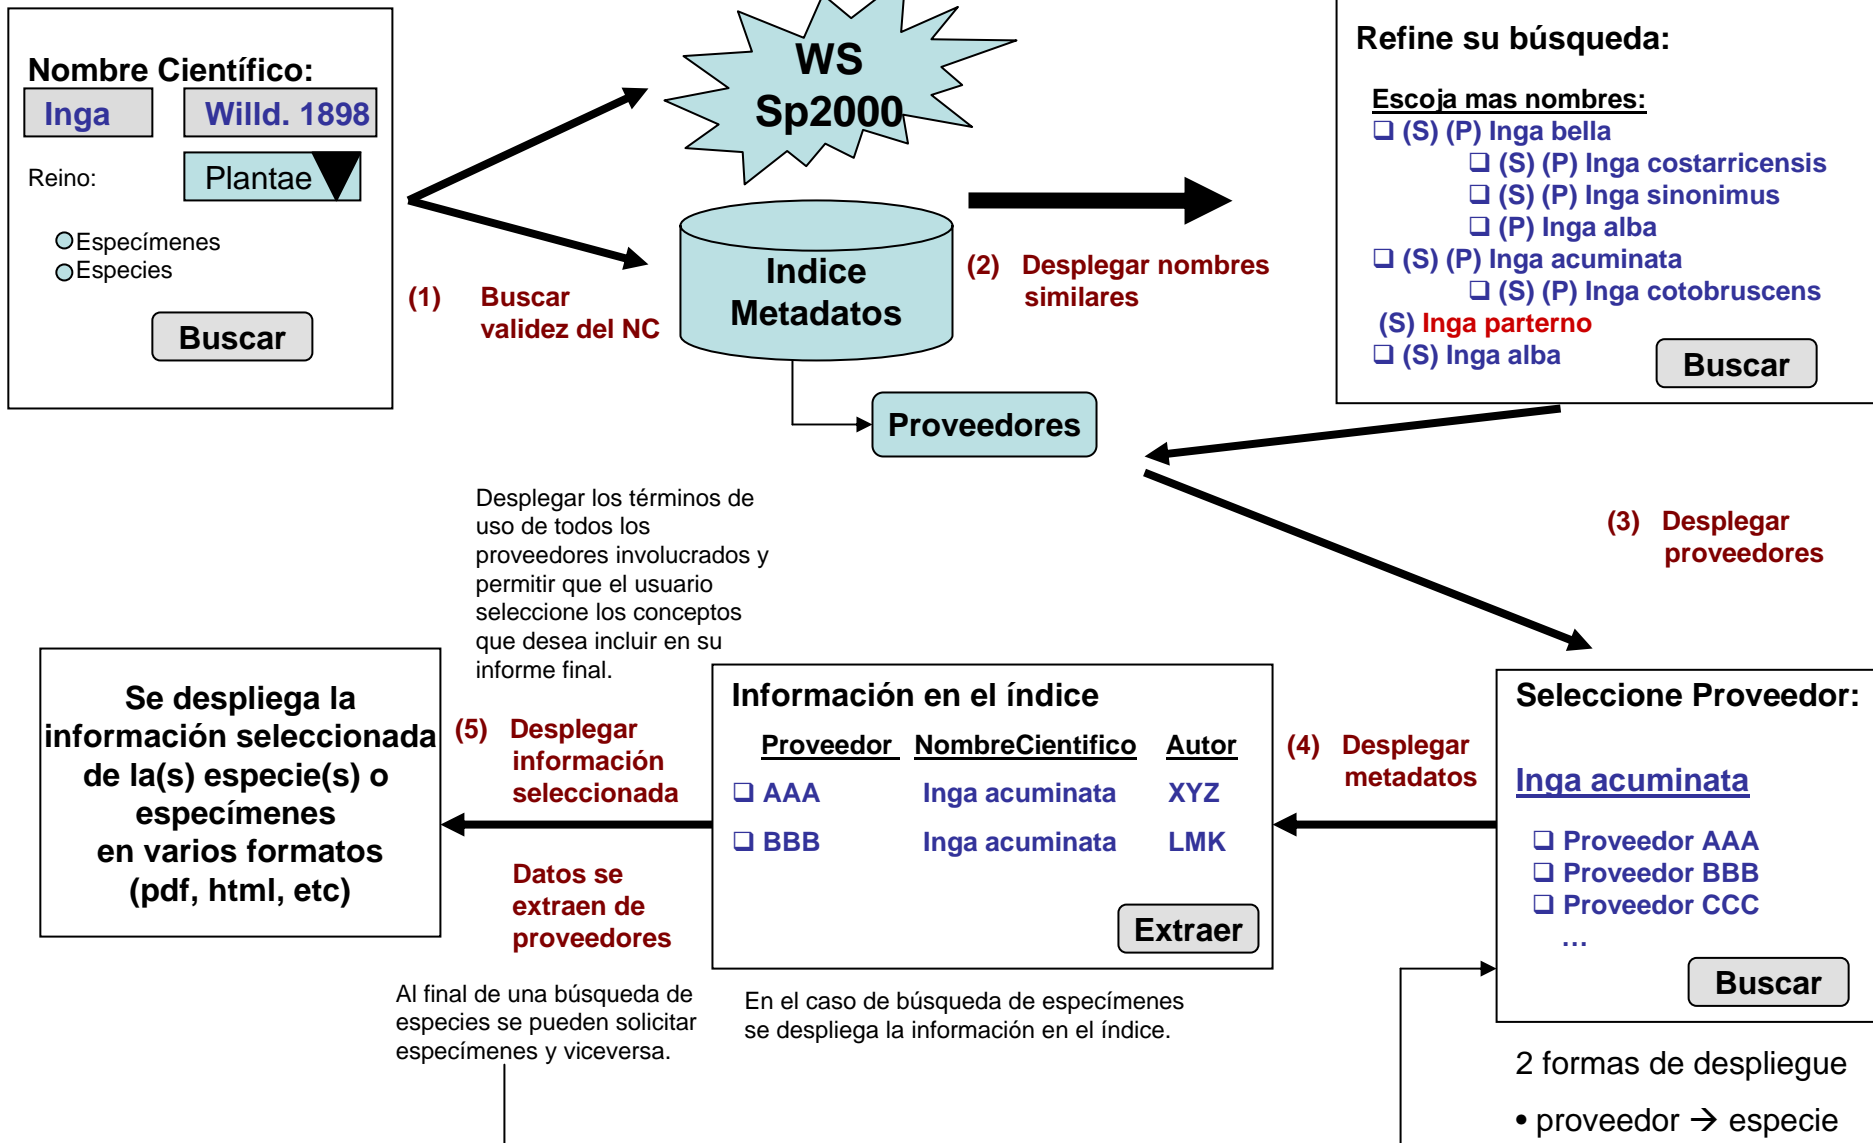 Nombre Científico:
Inga
Willd. 1898
Reino:
Plantae
Especímenes
Especies
Buscar
(1) Buscar
validez del NC
WS
Sp2000
Indice
Metadatos
Proveedores
(2) Desplegar nombres
similares
Refine su búsqueda:
Escoja mas nombres:
❑ (S) (P) Inga bella
❑ (S) (P) Inga costarricensis
❑ (S) (P) Inga sinonimus
❑ (P) Inga alba
❑ (S) (P) Inga acuminata
❑ (S) (P) Inga cotobruscens
(S) Inga parterno
❑ (S) Inga alba
Buscar
(3) Desplegar
proveedores
Seleccione Proveedor:
Inga acuminata
❑ Proveedor AAA
❑ Proveedor BBB
❑ Proveedor CCC
…
Buscar
2 formas de despliegue
• proveedor → especie
(4) Desplegar
metadatos
Información en el índice
Proveedor NombreCientifico Autor
❑ AAA Inga acuminata XYZ
❑ BBB Inga acuminata LMK
Extraer
En el caso de búsqueda de especímenes
se despliega la información en el índice.
Desplegar los términos de
uso de todos los
proveedores involucrados y
permitir que el usuario
seleccione los conceptos
que desea incluir en su
informe final.
(5) Desplegar
información
seleccionada
Datos se
extraen de
proveedores
Al final de una búsqueda de
especies se pueden solicitar
especímenes y viceversa.
Se despliega la
información seleccionada
de la(s) especie(s) o
especímenes
en varios formatos
(pdf, html, etc)